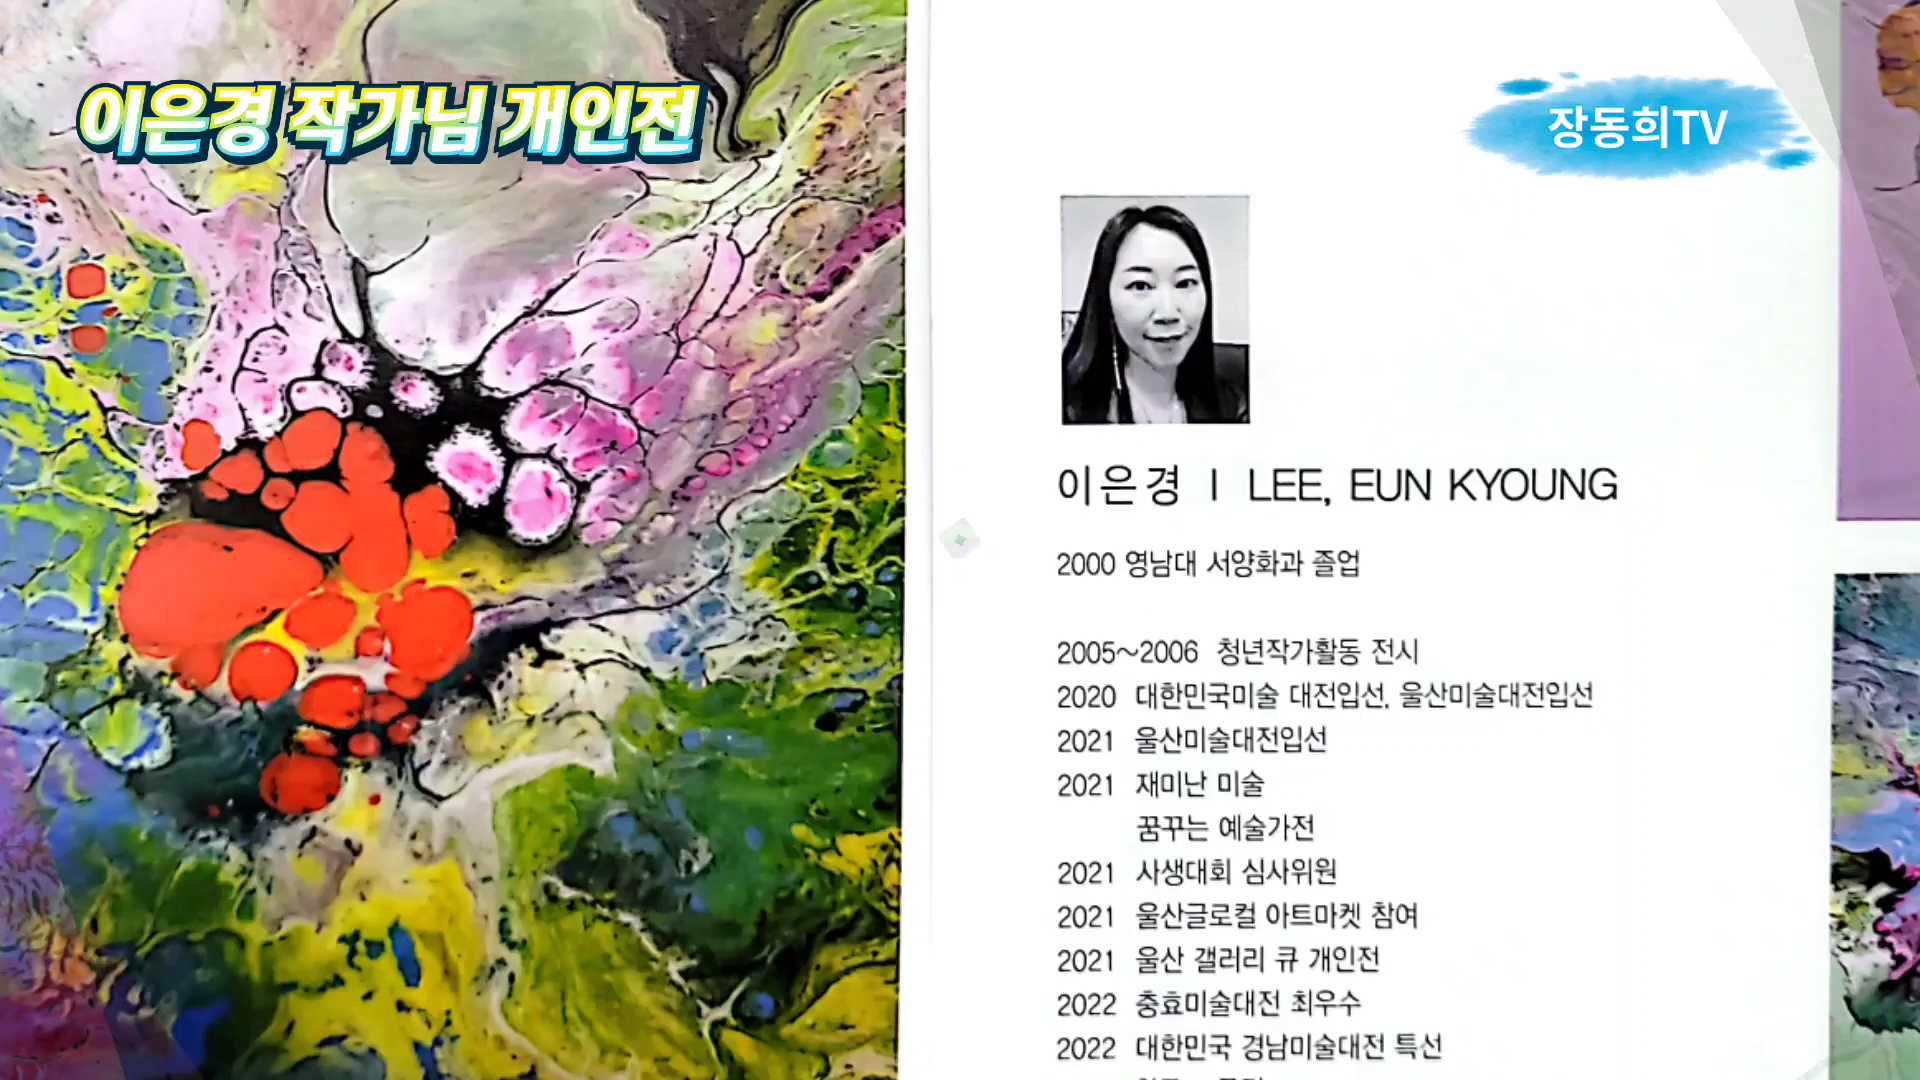 이은경 작가님 개인전
장동희TV
이은경 | LEE, EUN KYOUNG
2000 영남대 서양화과 졸업
2005~2006 청년작가활동 전시
2020 대한민국미술 대전입선, 울산미술대전입선
2021 울산미술대전입선
2021 재미난 미술
꿈꾸는 예술가전
2021 사생대회 심사위원
2021 울산글로컬 아트마켓 참여
2021 울산 갤러리 큐 개인전
2022 충효미술대전 최우수
2022 대한민국 경남미술대전 특선